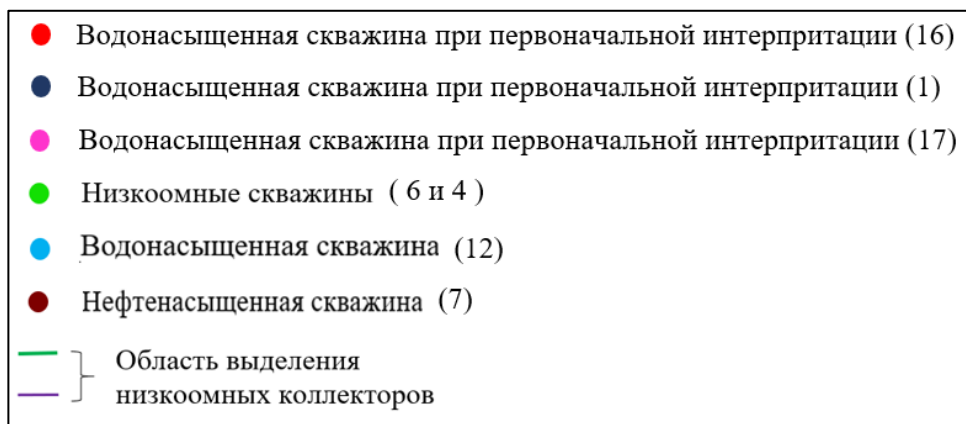 Водонасыщенная скважина при первоначальной интерпритации (16)
Водонасыщенная скважина при первоначальной интерпритации (1)
Водонасыщенная скважина при первоначальной интерпритации (17)
Низкоомные скважины ( 6 и 4 )
Водонасыщенная скважина (12)
Нефтенасыщенная скважина (7)
Область выделения
низкоомных коллекторов